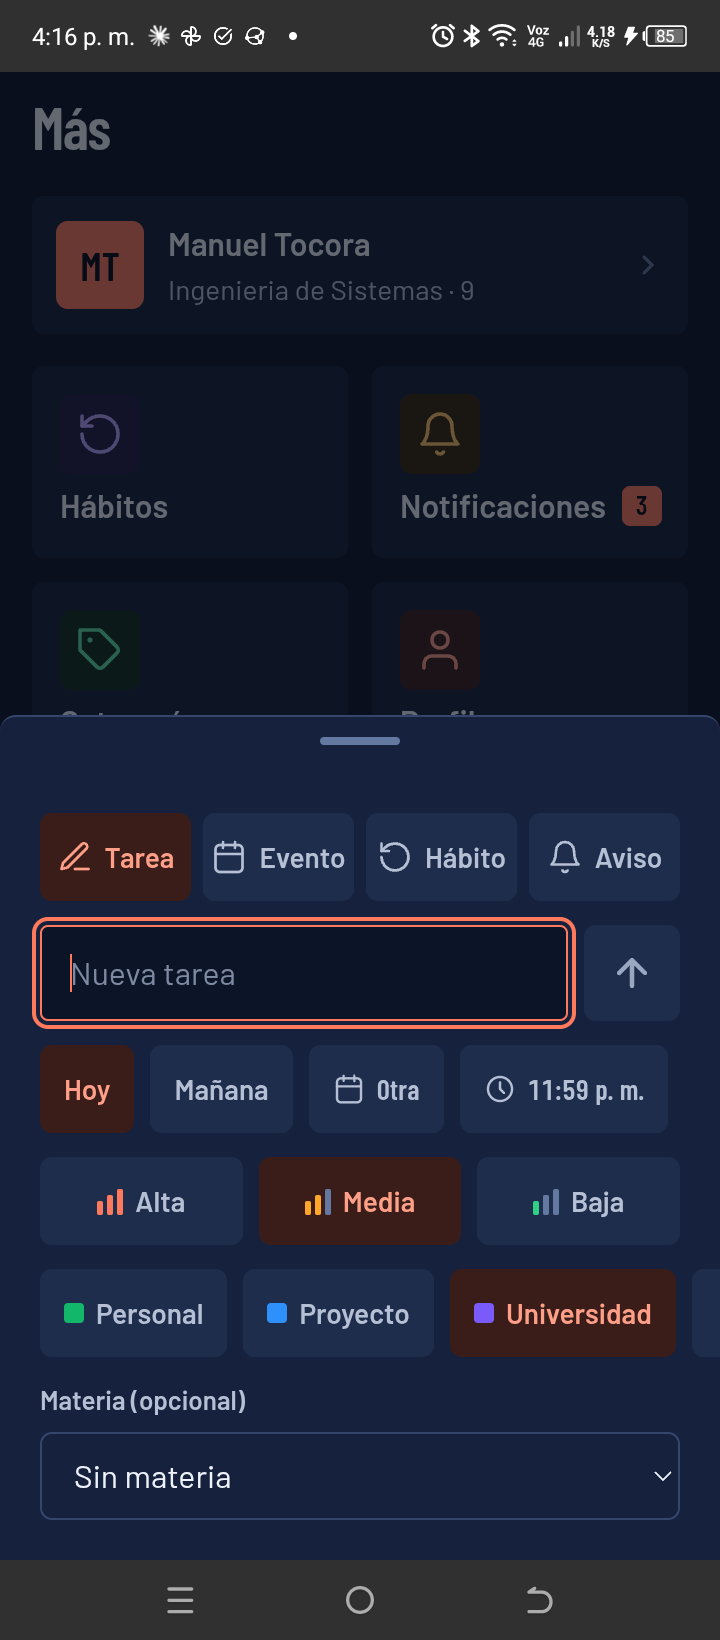 4:16 p. m.
Voz 4G
4.18 K/S
85
Más
MT
Manuel Tocora
Ingenieria de Sistemas · 9
Hábitos
Notificaciones 3
Tarea
Evento
Hábito
Aviso
Nueva tarea
Hoy
Mañana
Otra
11:59 p. m.
Alta
Media
Baja
Personal
Proyecto
Universidad
Materia (opcional)
Sin materia